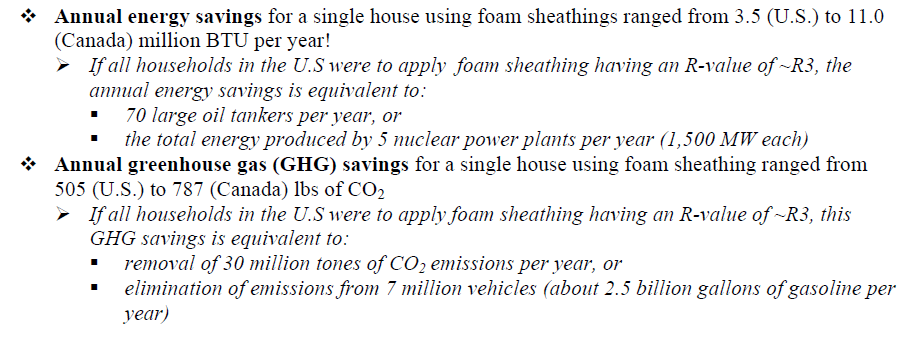 ❖ Annual energy savings for a single house using foam sheathings ranged from 3.5 (U.S.) to 11.0
(Canada) million BTU per year!
➢ If all households in the U.S were to apply foam sheathing having an R-value of ~R3, the
annual energy savings is equivalent to:
▪ 70 large oil tankers per year, or
▪ the total energy produced by 5 nuclear power plants per year (1,500 MW each)
❖ Annual greenhouse gas (GHG) savings for a single house using foam sheathing ranged from
505 (U.S.) to 787 (Canada) lbs of CO₂
➢ If all households in the U.S were to apply foam sheathing having an R-value of ~R3, this
GHG savings is equivalent to:
▪ removal of 30 million tones of CO₂ emissions per year, or
▪ elimination of emissions from 7 million vehicles (about 2.5 billion gallons of gasoline per
year)